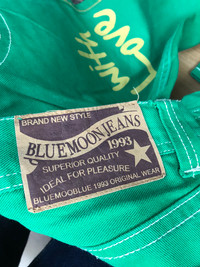 with
Love
BRAND NEW STYLE
BLUEMOONJEANS
1993
SUPERIOR QUALITY
IDEAL FOR PLEASURE
BLUEMOOBLUE 1993 ORIGINAL WEAR